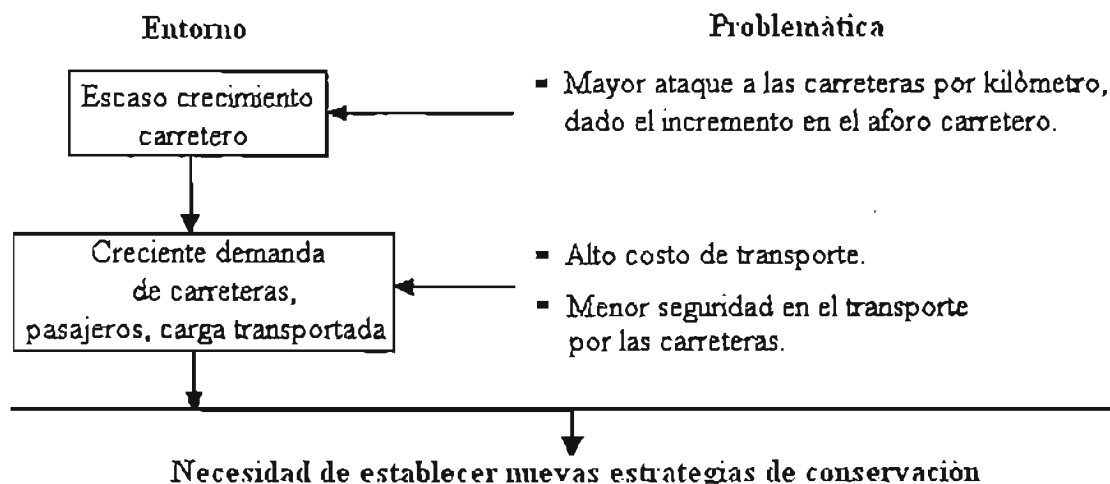 Entorno
Problemática
Escaso crecimiento
carretero
▪ Mayor ataque a las carreteras por kilómetro,
dado el incremento en el aforo carretero.
Creciente demanda
de carreteras,
pasajeros, carga transportada
▪ Alto costo de transporte.
▪ Menor seguridad en el transporte
por las carreteras.
Necesidad de establecer nuevas estrategias de conservación